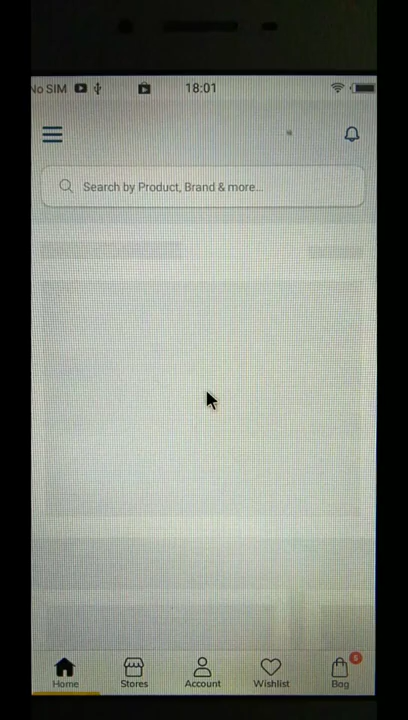 No SIM 18:01
Search by Product, Brand & more...
Home Stores Account Wishlist Bag